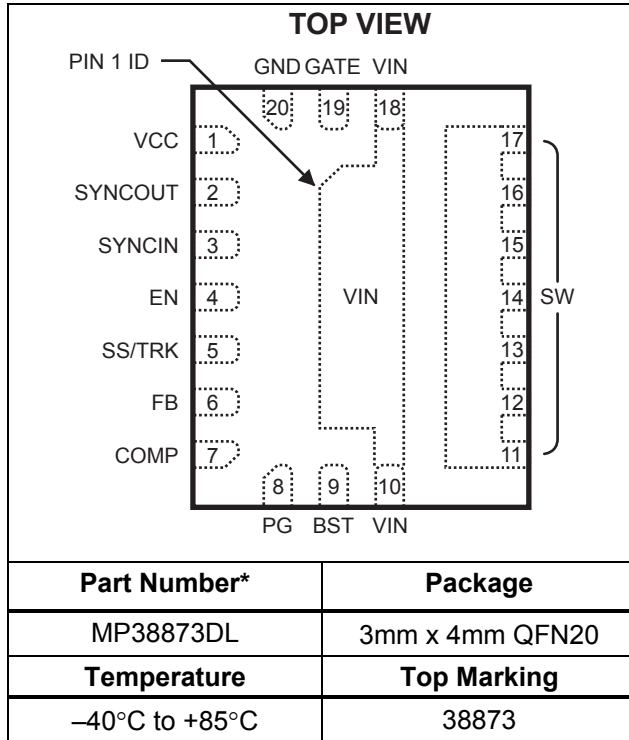 TOP VIEW
PIN 1 ID
GND GATE VIN
20 19 18
VCC 1 17
SYNCOUT 2 16
SYNCIN 3 15
EN 4 VIN 14 SW
SS/TRK 5 13
FB 6 12
COMP 7 11
8 9 10
PG BST VIN
Part Number* Package
MP38873DL 3mm x 4mm QFN20
Temperature Top Marking
–40°C to +85°C 38873